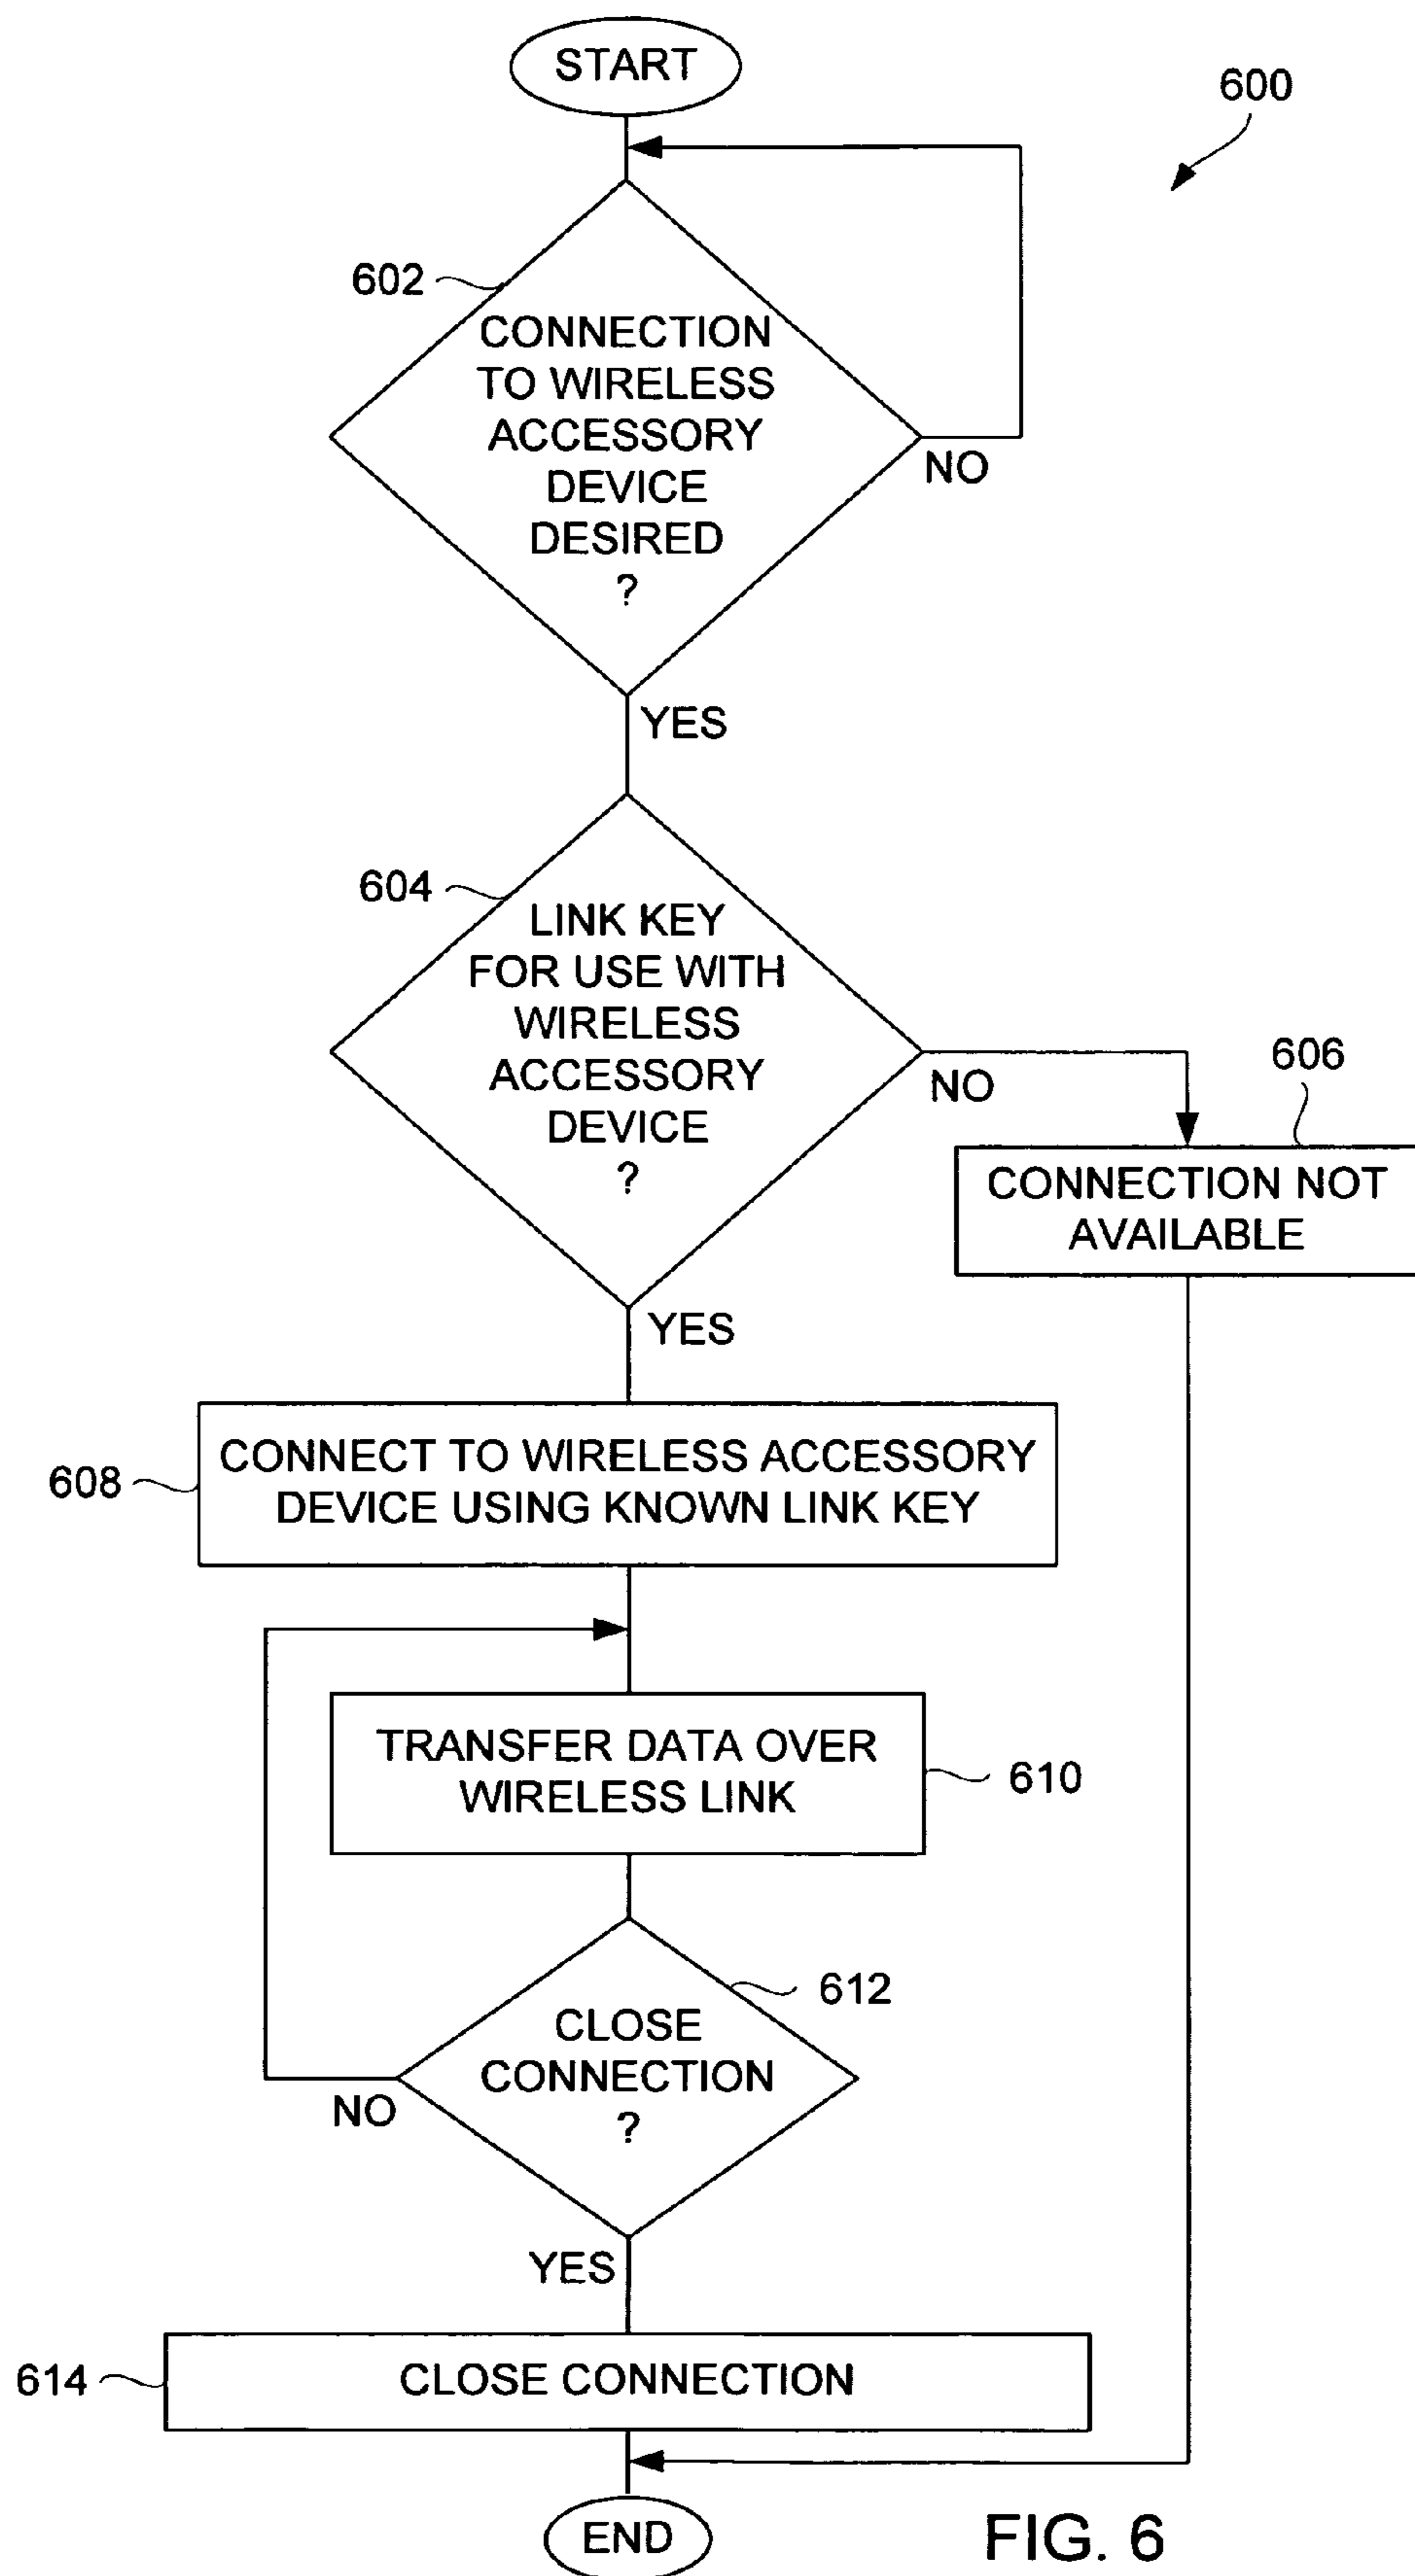 START
600
602
CONNECTION
TO WIRELESS
ACCESSORY
DEVICE
DESIRED
?
NO
YES
604
LINK KEY
FOR USE WITH
WIRELESS
ACCESSORY
DEVICE
?
NO
606
CONNECTION NOT
AVAILABLE
YES
608
CONNECT TO WIRELESS ACCESSORY
DEVICE USING KNOWN LINK KEY
TRANSFER DATA OVER
WIRELESS LINK
610
612
CLOSE
CONNECTION
?
NO
YES
614
CLOSE CONNECTION
END
FIG. 6